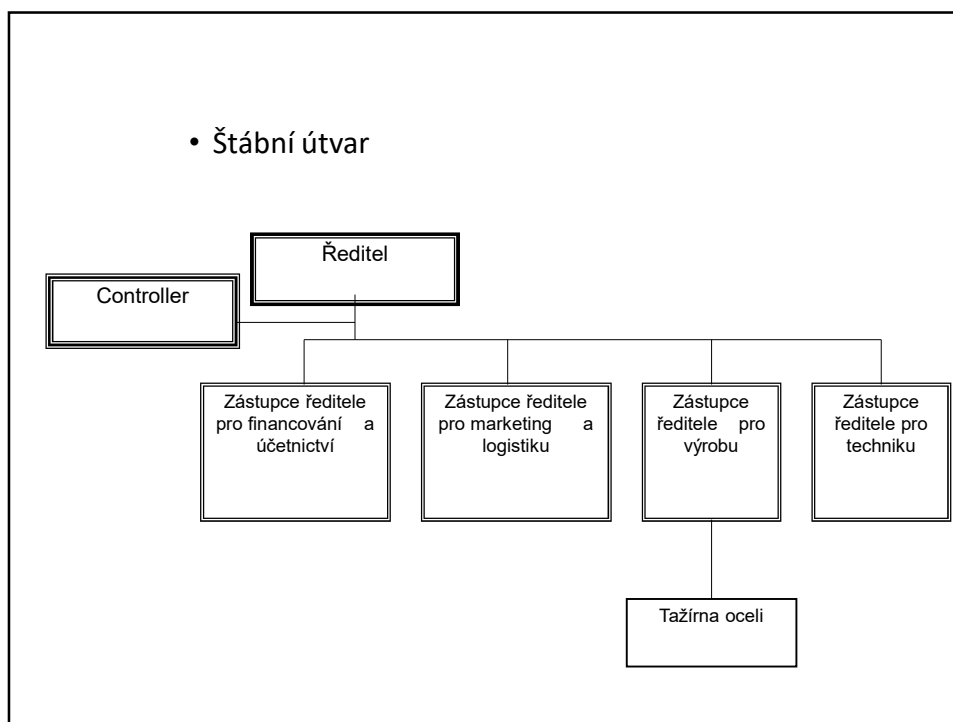 • Štábní útvar
Ředitel
Controller
Zástupce ředitele
pro financování a
účetnictví
Zástupce ředitele
pro marketing a
logistiku
Zástupce
ředitele pro
výrobu
Zástupce
ředitele pro
techniku
Tažírna oceli